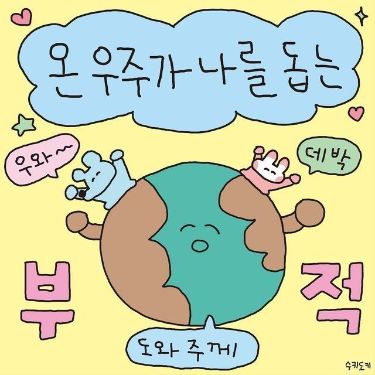 온 우주가 나를 돕는
우와~
데박
부 적
도와 주게
수키도키